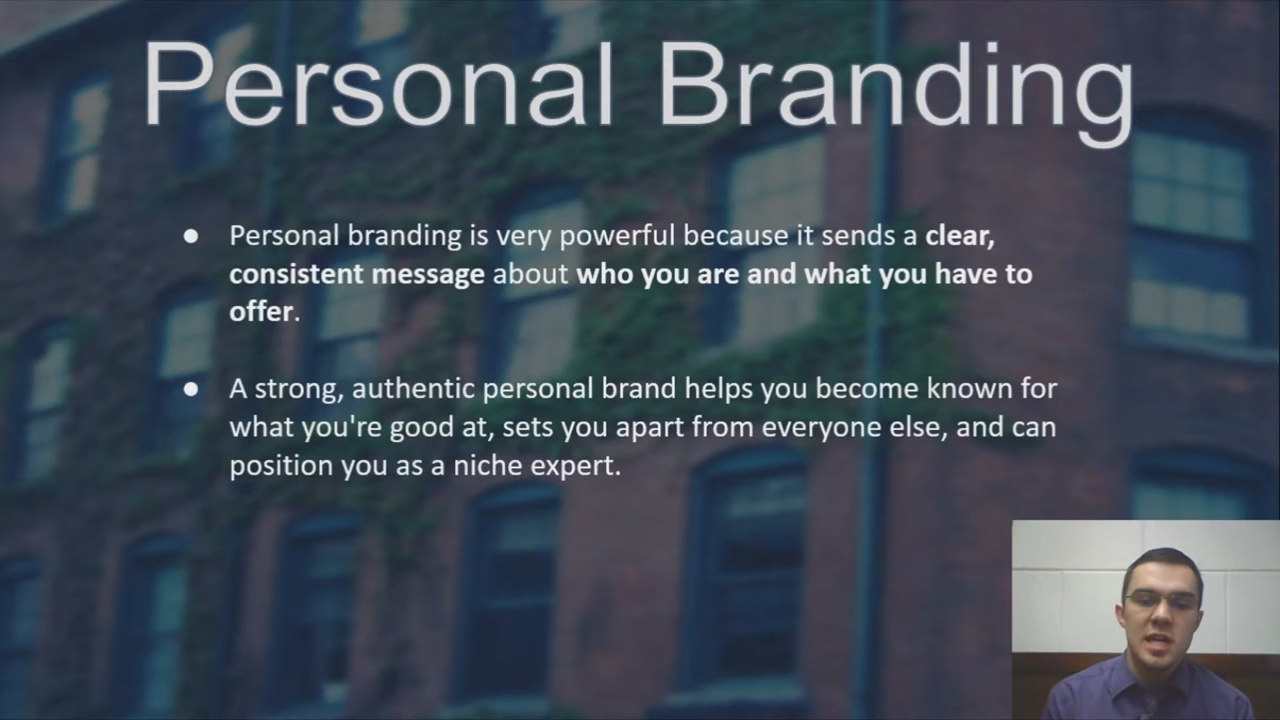 Personal Branding
● Personal branding is very powerful because it sends a clear,
consistent message about who you are and what you have to
offer.
● A strong, authentic personal brand helps you become known for
what you're good at, sets you apart from everyone else, and can
position you as a niche expert.